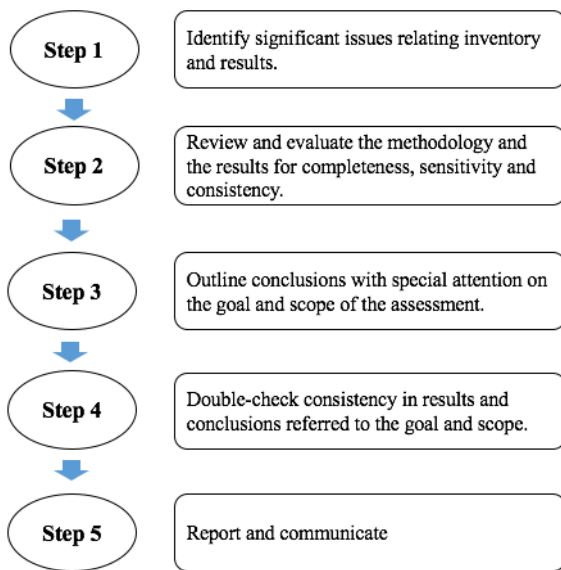 Step 1
Identify significant issues relating inventory
and results.
Step 2
Review and evaluate the methodology and
the results for completeness, sensitivity and
consistency.
Step 3
Outline conclusions with special attention on
the goal and scope of the assessment.
Step 4
Double-check consistency in results and
conclusions referred to the goal and scope.
Step 5
Report and communicate